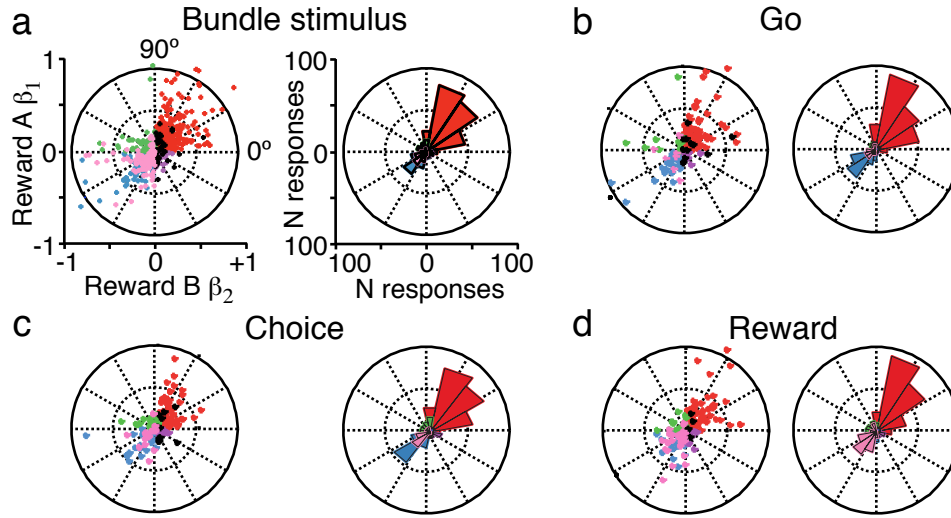 a Bundle stimulus
b Go
1
90º
0
0º
-1
Reward A β1
-1 0 +1
Reward B β2
100
0
100
N responses
100 0 100
N responses
c Choice
d Reward